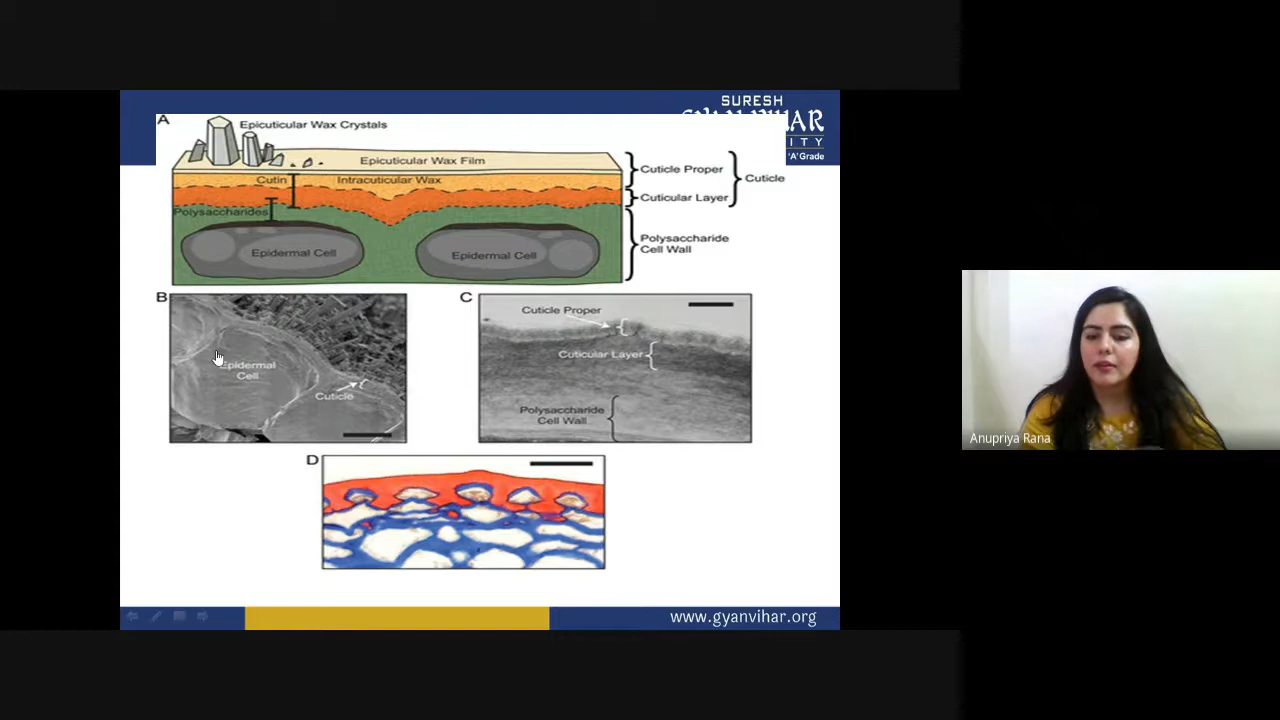 SURESH
VIHAR
ITY
'A' Grade
A
Epicuticular Wax Crystals
Epicuticular Wax Film
Cutin
Intracuticular Wax
Polysaccharides
Epidermal Cell
Epidermal Cell
Cuticle Proper
Cuticle
Cuticular Layer
Polysaccharide
Cell Wall
B
Epidermal
Cell
Cuticle
C
Cuticle Proper
Cuticular Layer
Polysaccharide
Cell Wall
D
www.gyanvihar.org
Anupriya Rana